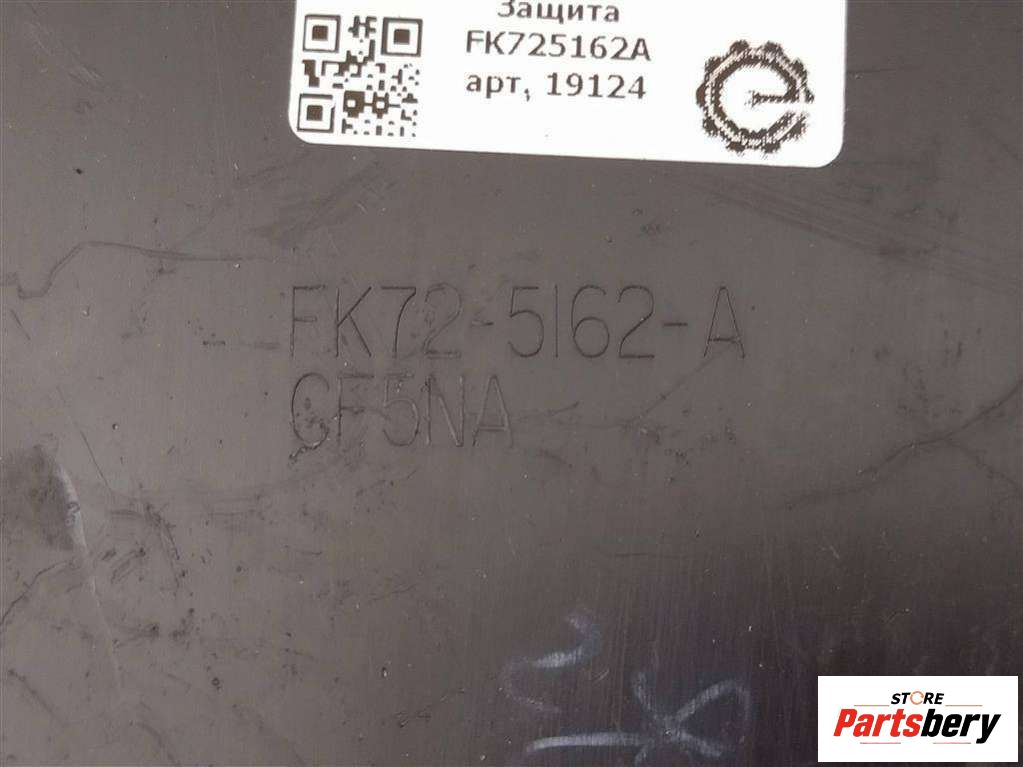 Защита
FK725162A
арт, 19124
FK72-5162-A
CF5NA
STORE
Partsbery